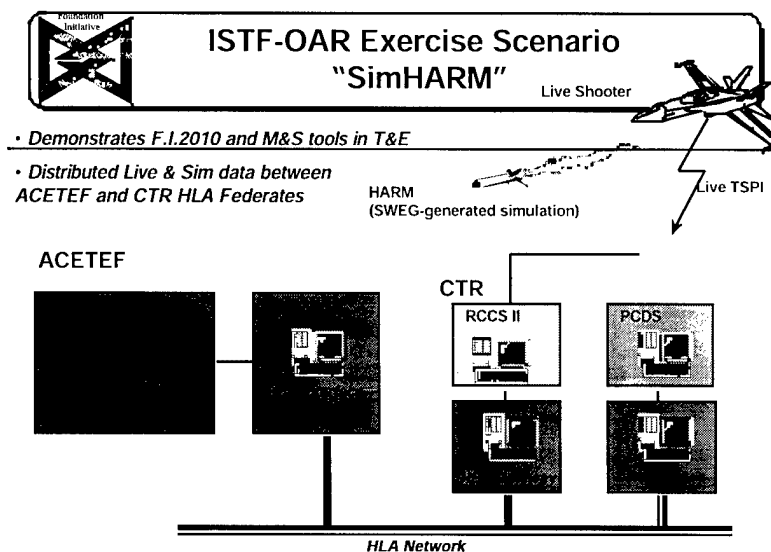 Foundation
Initiative
ISTF-OAR Exercise Scenario
"SimHARM"
Live Shooter
• Demonstrates F.I.2010 and M&S tools in T&E
• Distributed Live & Sim data between
ACETEF and CTR HLA Federates
HARM
(SWEG-generated simulation)
Live TSPI
ACETEF
CTR
RCCS II
PCDS
HLA Network